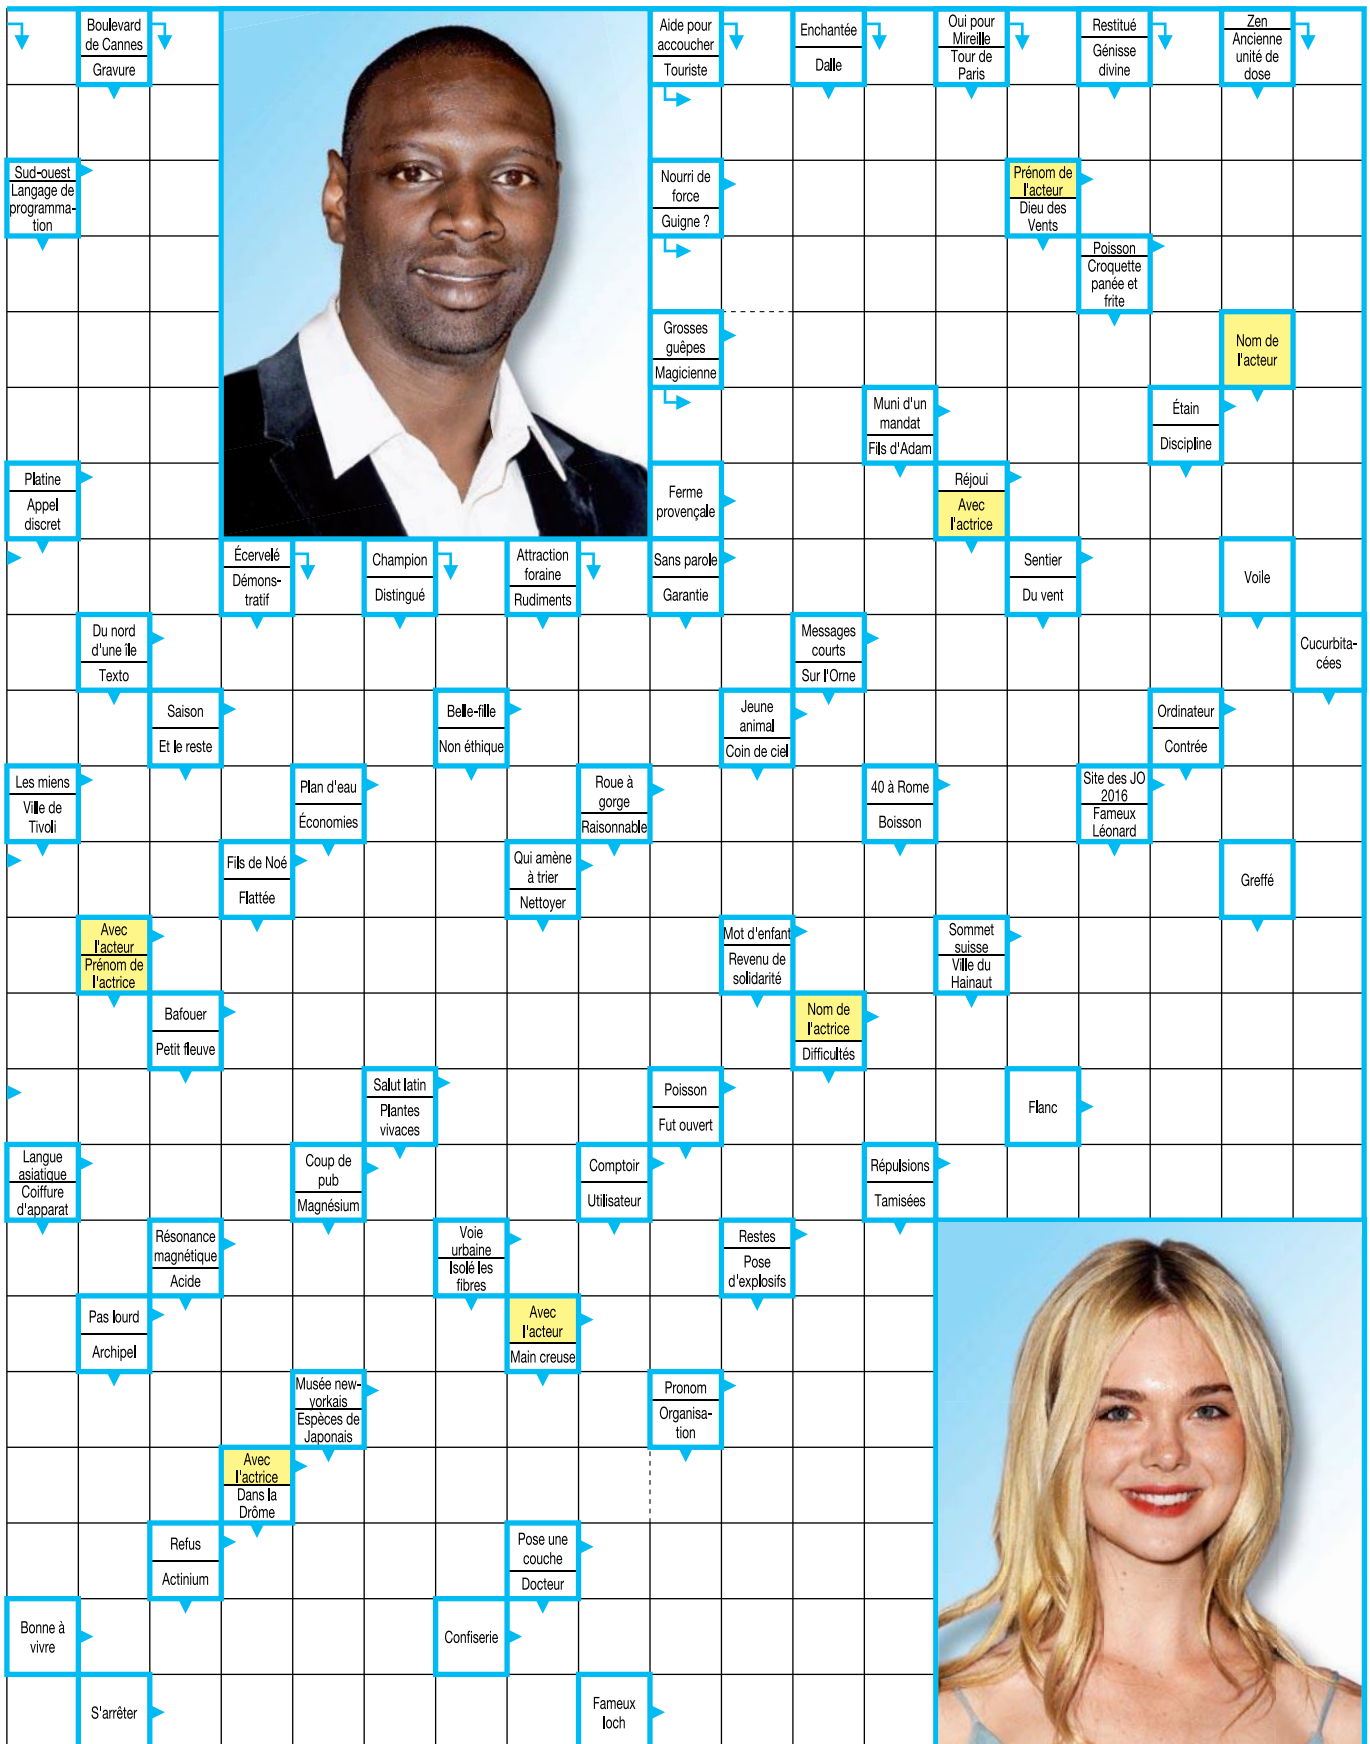 Boulevard
de Cannes
Gravure
Aide pour
accoucher
Touriste
Enchantée
Dalle
Oui pour
Mireille
Tour de
Paris
Restitué
Génisse
divine
Zen
Ancienne
unité de
dose
Sud-ouest
Langage de
programma-
tion
Nourri de
force
Guigne ?
Prénom de
l'acteur
Dieu des
Vents
Poisson
Croquette
panée et
frite
Grosses
guêpes
Magicienne
Nom de
l'acteur
Muni d'un
mandat
Fils d'Adam
Étain
Discipline
Platine
Appel
discret
Ferme
provençale
Réjoui
Avec
l'actrice
Écervelé
Démons-
tratif
Champion
Distingué
Attraction
foraine
Rudiments
Sans parole
Garantie
Sentier
Du vent
Voile
Du nord
d'une île
Texto
Messages
courts
Sur l'Orne
Cucurbita-
cées
Saison
Et le reste
Belle-fille
Non éthique
Jeune
animal
Coin de ciel
Ordinateur
Contrée
Les miens
Ville de
Tivoli
Plan d'eau
Économies
Roue à
gorge
Raisonnable
40 à Rome
Boisson
Site des JO
2016
Fameux
Léonard
Fils de Noé
Flattée
Qui amène
à trier
Nettoyer
Greffé
Avec
l'acteur
Prénom de
l'actrice
Mot d'enfant
Revenu de
solidarité
Sommet
suisse
Ville du
Hainaut
Bafouer
Petit fleuve
Nom de
l'actrice
Difficultés
Salut latin
Plantes
vivaces
Poisson
Fut ouvert
Flanc
Langue
asiatique
Coiffure
d'apparat
Coup de
pub
Magnésium
Comptoir
Utilisateur
Répulsions
Tamisées
Résonance
magnétique
Acide
Voie
urbaine
Isolé les
fibres
Restes
Pose
d'explosifs
Pas lourd
Archipel
Avec
l'acteur
Main creuse
Musée new-
yorkais
Espèces de
Japonais
Pronom
Organisa-
tion
Avec
l'actrice
Dans la
Drôme
Refus
Actinium
Pose une
couche
Docteur
Bonne à
vivre
Confiserie
S'arrêter
Fameux
loch